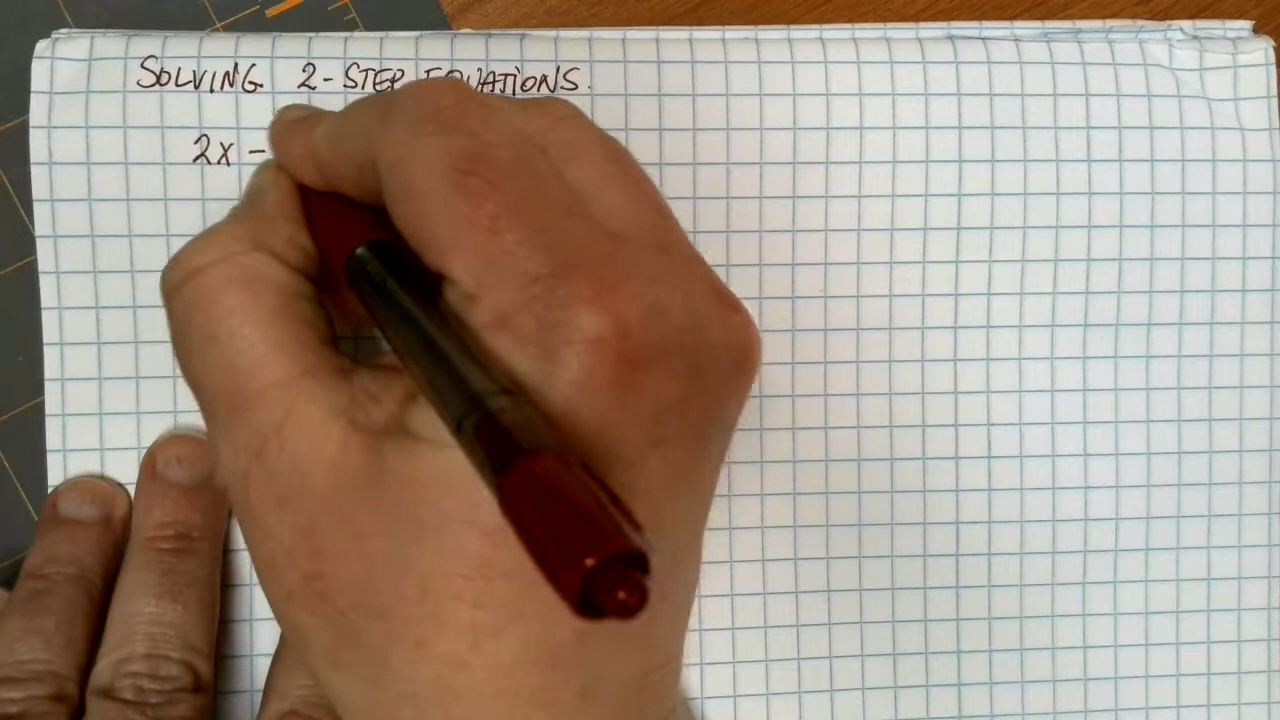 SOLVING 2-STEP EQUATIONS.
2x -